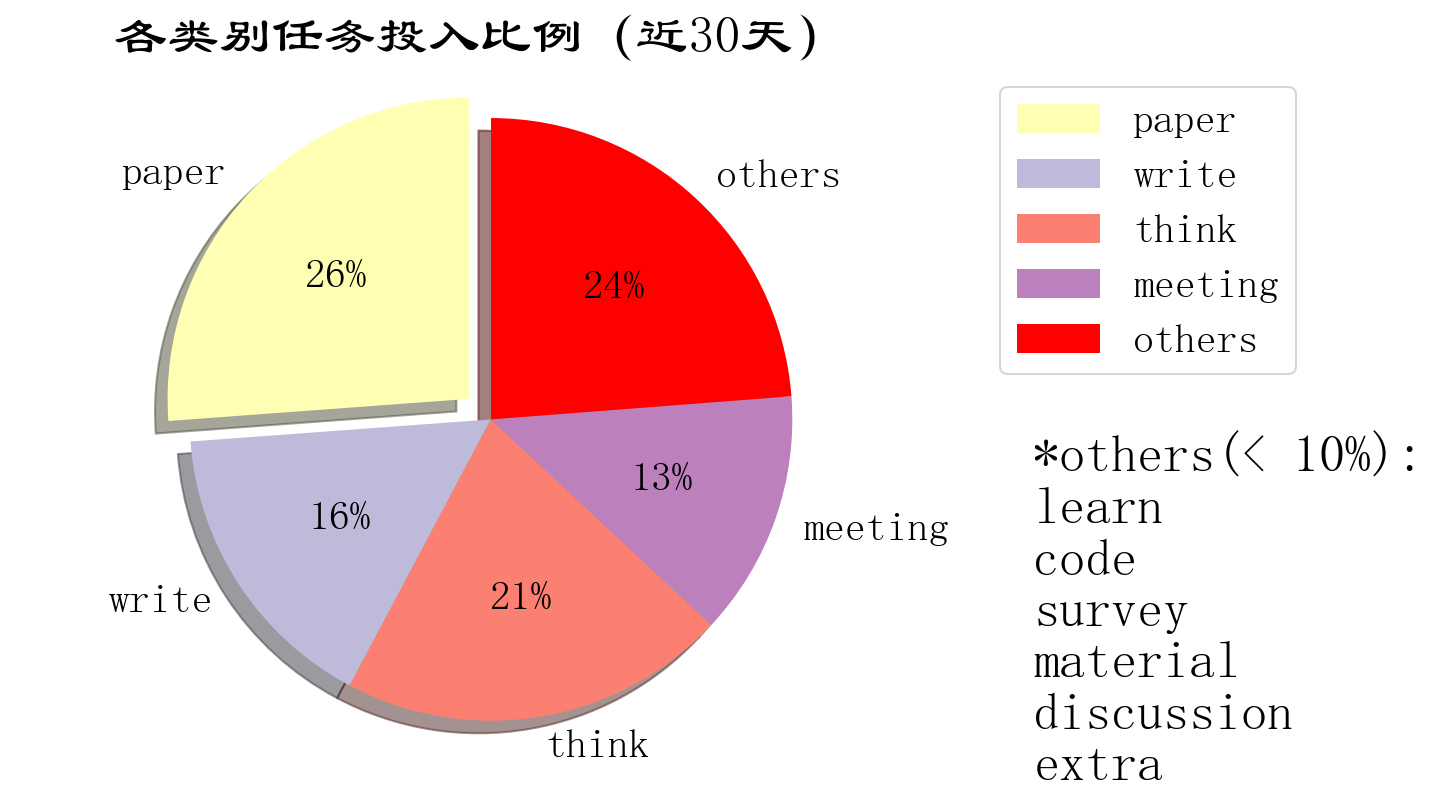 各类别任务投入比例 (近30天)
paper
others
26%
24%
13%
16%
21%
meeting
write
think
paper
write
think
meeting
others
*others(< 10%):
learn
code
survey
material
discussion
extra